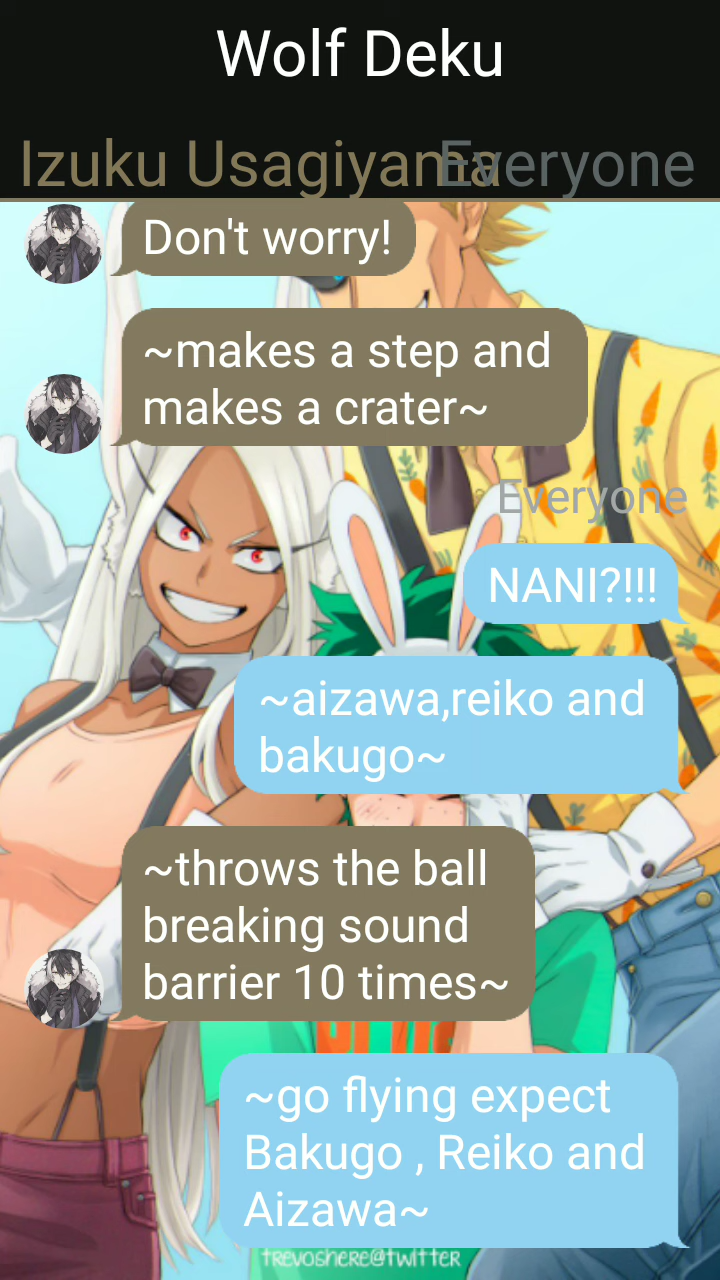 Wolf Deku
Izuku Usagiyama
Everyone
Don't worry!
~makes a step and
makes a crater~
Everyone
NANI?!!!
~aizawa,reiko and
bakugo~
~throws the ball
breaking sound
barrier 10 times~
~go flying expect
Bakugo , Reiko and
Aizawa~
trevoshere@twitter